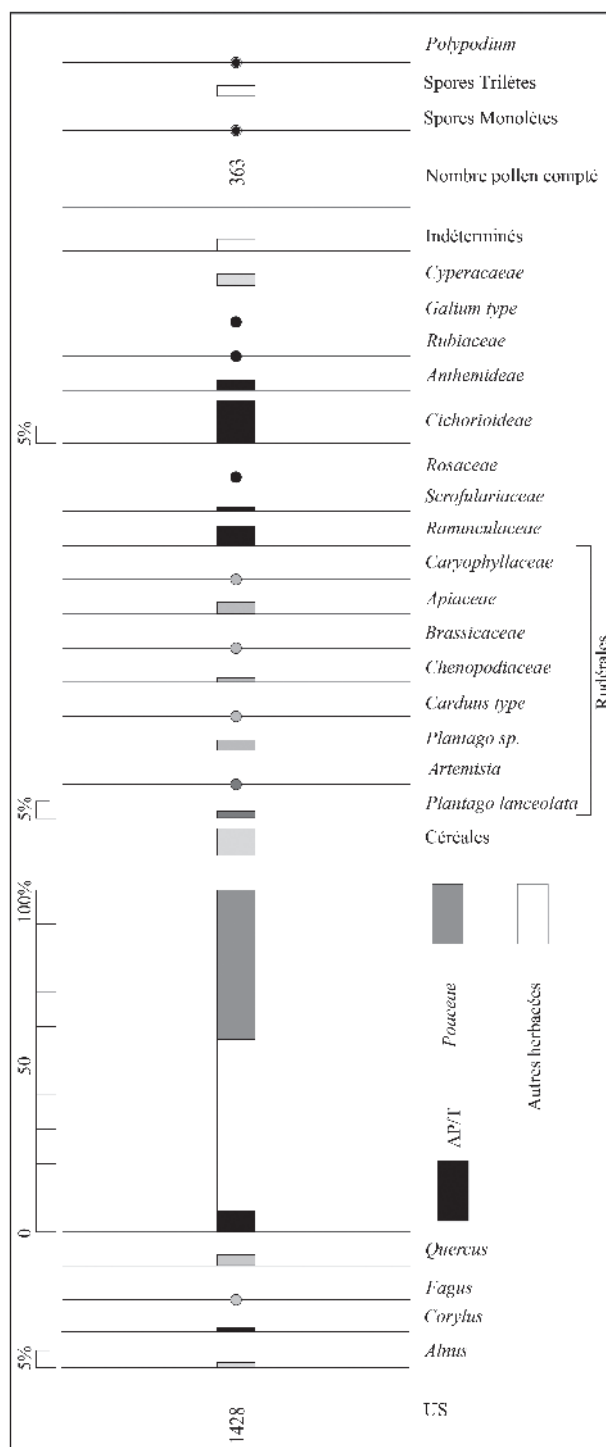 Polypodium
Spores Trilètes
Spores Monolètes
363
Nombre pollen compté
Indéterminés
Cyperacaeae
Galium type
Rubiaceae
Anthemideae
5%
Cichorioideae
Rosaceae
Scrofulariaceae
Ranunculaceae
Caryophyllaceae
Apiaceae
Brassicaceae
Chenopodiaceae
Carduus type
Plantago sp.
Artemisia
Plantago lanceolata
Rudérales
5%
Céréales
100%
50
0
Poaceae
Autres herbacées
AP/T
Quercus
Fagus
Corylus
Alnus
5%
1428
US